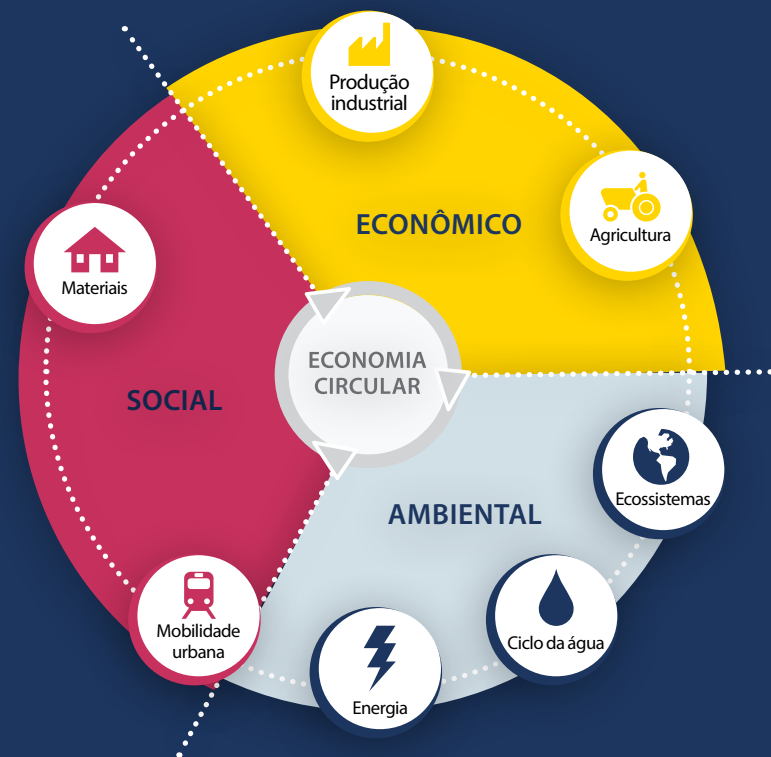 Produção
industrial
ECONÔMICO
Agricultura
Materiais
SOCIAL
ECONOMIA
CIRCULAR
AMBIENTAL
Ecossistemas
Ciclo da água
Energia
Mobilidade
urbana